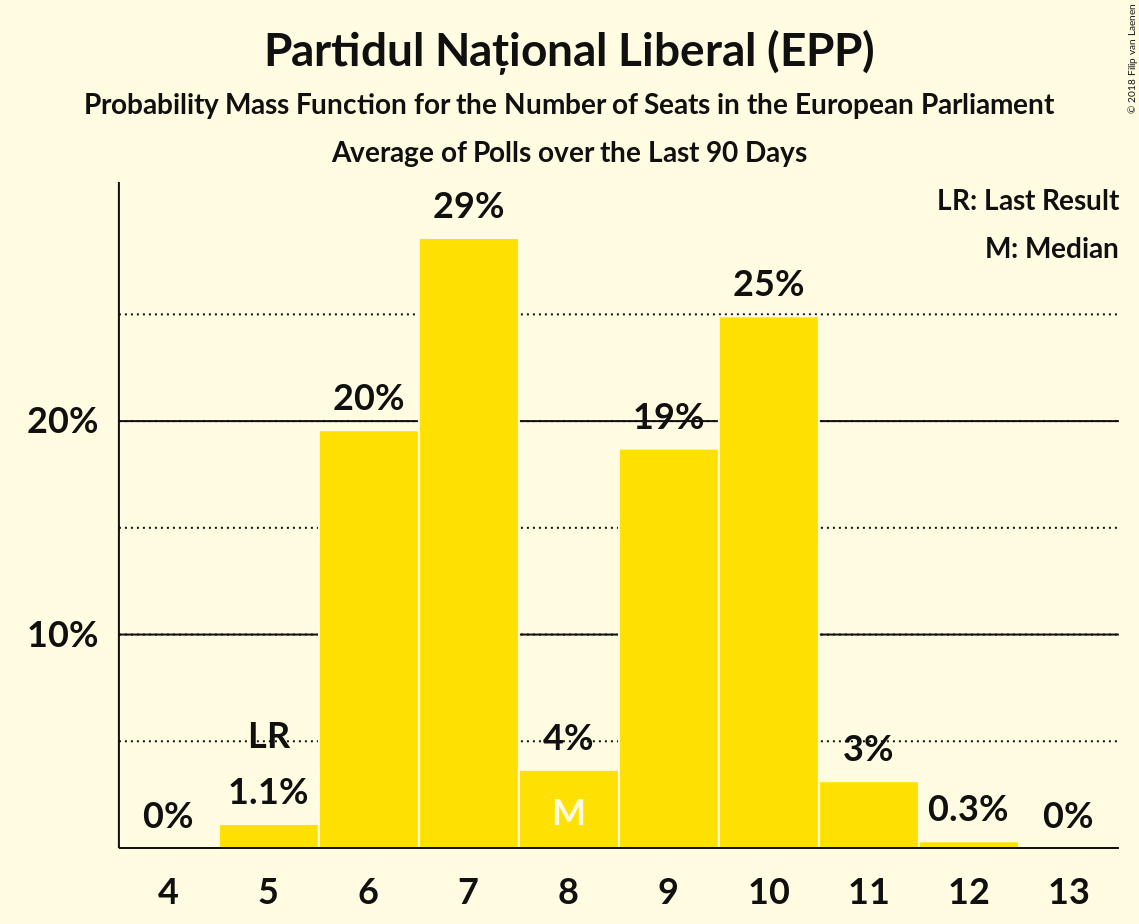 Partidul Național Liberal (EPP)
Probability Mass Function for the Number of Seats in the European Parliament
Average of Polls over the Last 90 Days
© 2018 Filip van Laenen
LR: Last Result
M: Median
29%
25%
20%
19%
20%
10%
LR
4%
3%
1.1%
0%
M
0.3%
0%
4 5 6 7 8 9 10 11 12 13